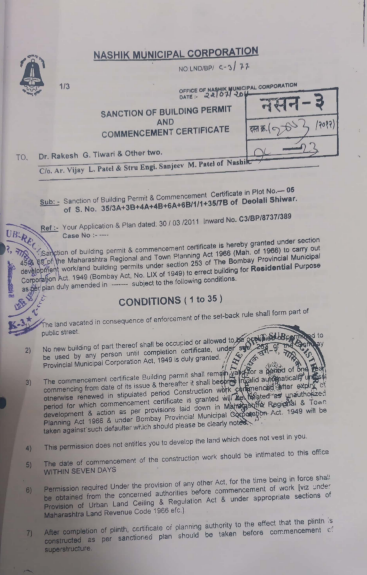 NASHIK MUNICIPAL CORPORATION
NO.LND/BP/ C-3/77
OFFICE OF NASHIK MUNICIPAL CORPORATION
1/3
DATE :- 22/07/2011
SANCTION OF BUILDING PERMIT
AND
COMMENCEMENT CERTIFICATE
नसन - ३
TO, Dr. Rakesh G. Tiwari & Other two.
C/o. Ar. Vijay L. Patel & Stru Engi. Sanjeev M. Patel of Nashik
Sub:- Sanction of Building Permit & Commencement Certificate in Plot No.— 05
of S. No. 35/3A+3B+4A+4B+6A+6B/1/1+35/7B of Deolali Shiwar.
Ref:- Your Application & Plan dated: 30 / 03 /2011 Inward No. C3/BP/8737/389
Case No :- ----
Sanction of building permit & commencement certificate is hereby granted under section
of the Maharashtra Regional and Town Planning Act 1966 (Man. of 1966) to carry out
development work/and building permits under section 253 of The Bombay Provincial Municipal
Corporation Act. 1949 (Bombay Act, No. LIX of 1949) to erect building for Residential Purpose
as per plan duly amended in ------- subject to the following conditions.
CONDITIONS ( 1 to 35 )
The land vacated in consequence of enforcement of the set-back rule shall form part of
public street
2) No new building of part thereof shall be occupied or allowed to be
be used by any person until completion certificate, under
Provincial Municipal Corporation Act. 1949 is duly granted.
3) The commencement certificate Building permit shall remain for a period of one year
commencing from date of its issue & thereafter it shall become invalid automatically unless
otherwise renewed in stipulated period Construction work commenced after expiry of
period for which commencement certificate is granted will be treated as unauthorized
development & action as per provisions laid down in Maharashtra Regional & Town
Planning Act 1966 & under Bombay Provincial Municipal Corporation Act. 1949 will be
taken against such defaulter which should please be clearly noted.
4) This permission does not entitles you to develop the land which does not vest in you.
5) The date of commencement of the construction work should be intimated to this office
WITHIN SEVEN DAYS
6) Permission required Under the provision of any other Act, for the time being in force shall
be obtained from the concerned authorities before commencement of work [viz under
Provision of Urban Land Ceiling & Regulation Act & under appropriate sections of
Maharashtra Land Revenue Code 1966 etc.]
7) After completion of plinth, certificate of planning authority to the effect that the plinth is
constructed as per sanctioned plan should be taken before commencement of
superstructure.